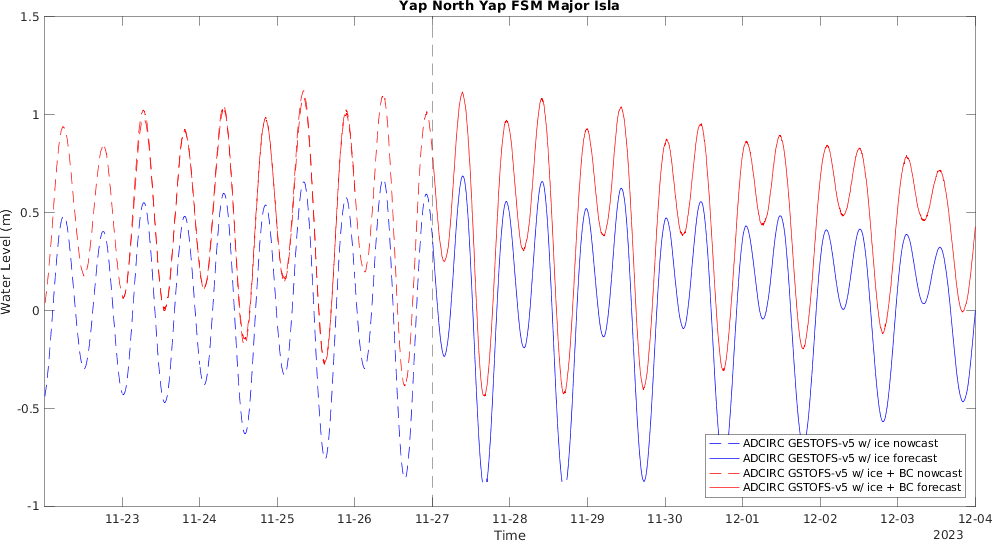 Yap North Yap FSM Major Isla
1.5
1
0.5
0
-0.5
-1
Water Level (m)
11-23
11-24
11-25
11-26
11-27
11-28
11-29
11-30
12-01
12-02
12-03
12-04
Time
2023
ADCIRC GESTOFS-v5 w/ ice nowcast
ADCIRC GESTOFS-v5 w/ ice forecast
ADCIRC GSTOFS-v5 w/ ice + BC nowcast
ADCIRC GSTOFS-v5 w/ ice + BC forecast